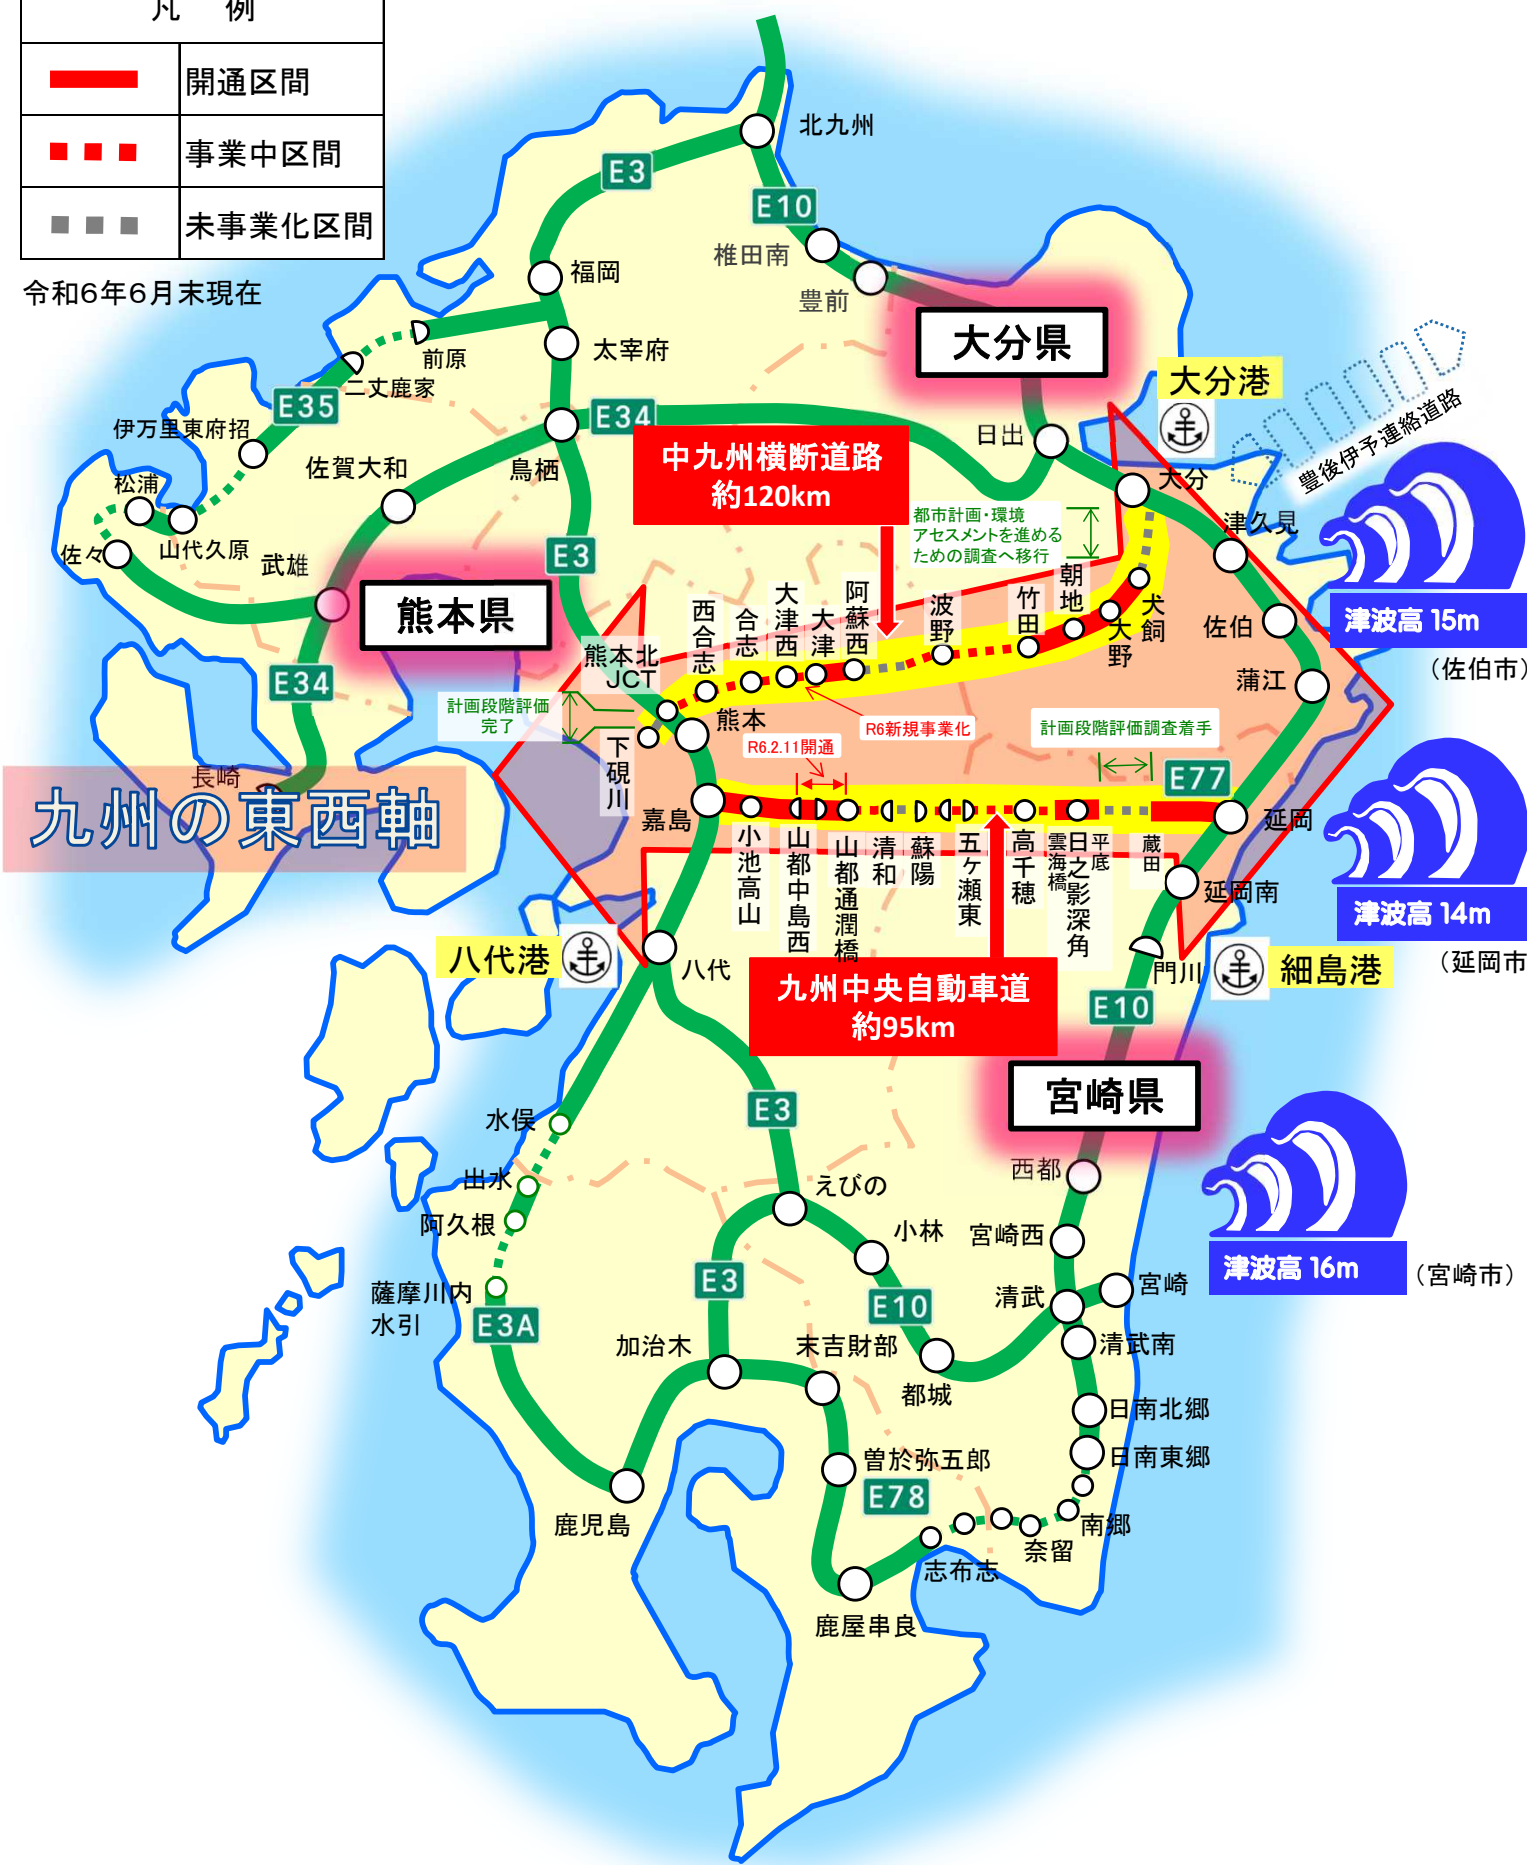 凡 例
開通区間
事業中区間
未事業化区間
令和6年6月末現在
北九州
E3
E10
椎田南
豊前
福岡
太宰府
前原
二丈鹿家
E35
伊万里東府招
松浦
佐々
山代久原
佐賀大和
武雄
鳥栖
E34
大分県
大分港
日出
大分
豊後伊予連絡道路
津久見
佐伯
蒲江
津波高 15m
（佐伯市）
中九州横断道路
約120km
都市計画・環境
アセスメントを進める
ための調査へ移行
E3
熊本県
E34
長崎
九州の東西軸
熊本北
JCT
西合志
合志
大津西
大津
阿蘇西
波野
竹田
朝地
大野
犬飼
計画段階評価
完了
下硯川
熊本
R6新規事業化
R6.2.11開通
計画段階評価調査着手
E77
嘉島
小池高山
山都中島西
山都通潤橋
清和
蘇陽
五ヶ瀬東
高千穂
雲海橋
日之影深角
平底
蔵田
延岡
延岡南
津波高 14m
（延岡市
八代港
八代
九州中央自動車道
約95km
門川
細島港
E10
宮崎県
E3
水俣
出水
阿久根
薩摩川内
水引
E3A
えびの
小林
西都
宮崎西
清武
宮崎
清武南
津波高 16m
（宮崎市）
E3
E10
加治木
末吉財部
都城
日南北郷
日南東郷
曽於弥五郎
E78
鹿児島
南郷
奈留
志布志
鹿屋串良